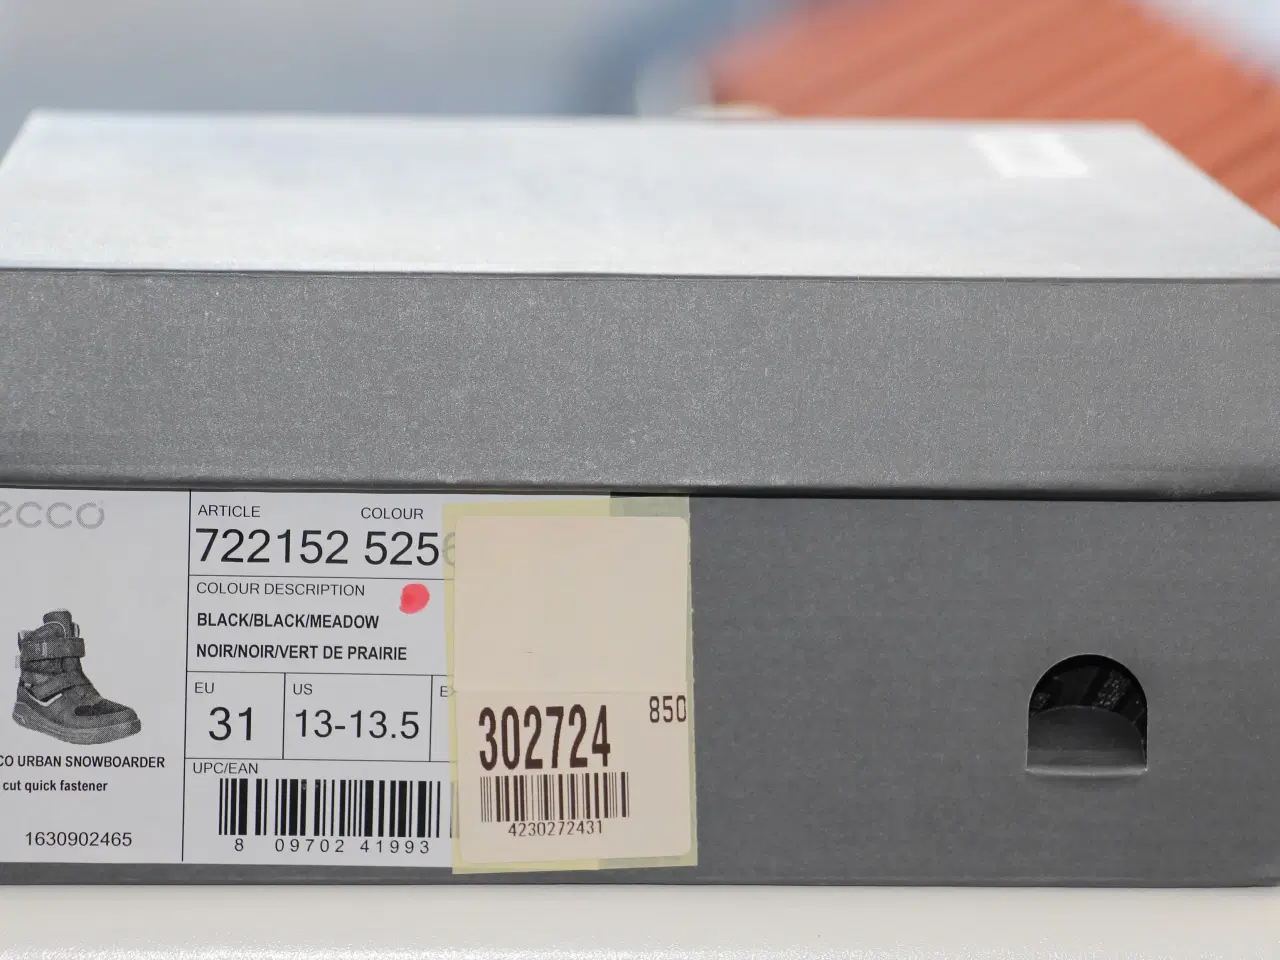 ecco
ARTICLE COLOUR
722152 525
COLOUR DESCRIPTION
BLACK/BLACK/MEADOW
NOIR/NOIR/VERT DE PRAIRIE
EU US
31 13-13.5
UPC/EAN
8 09702 41993
CO URBAN SNOWBOARDER
cut quick fastener
1630902465
850
302724
4230272431